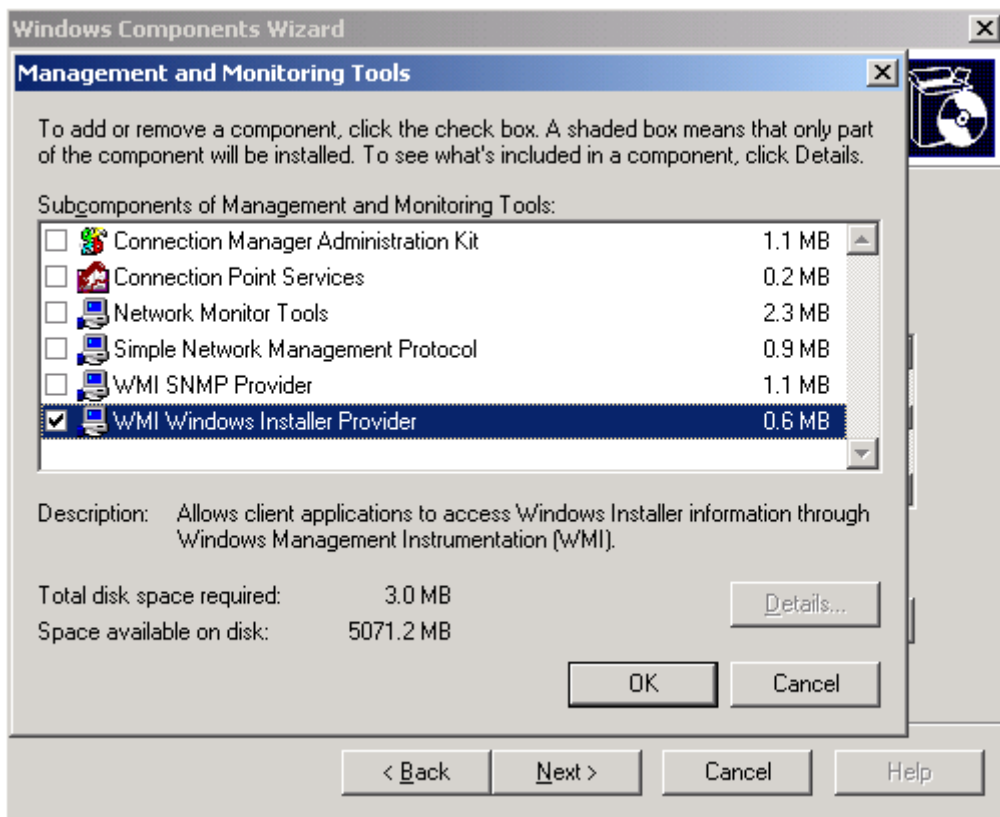 Windows Components Wizard
Management and Monitoring Tools
To add or remove a component, click the check box. A shaded box means that only part
of the component will be installed. To see what's included in a component, click Details.
Subcomponents of Management and Monitoring Tools:
Connection Manager Administration Kit 1.1 MB
Connection Point Services 0.2 MB
Network Monitor Tools 2.3 MB
Simple Network Management Protocol 0.9 MB
WMI SNMP Provider 1.1 MB
WMI Windows Installer Provider 0.6 MB
Description: Allows client applications to access Windows Installer information through
Windows Management Instrumentation (WMI).
Total disk space required: 3.0 MB
Details...
Space available on disk: 5071.2 MB
OK Cancel
< Back Next > Cancel Help